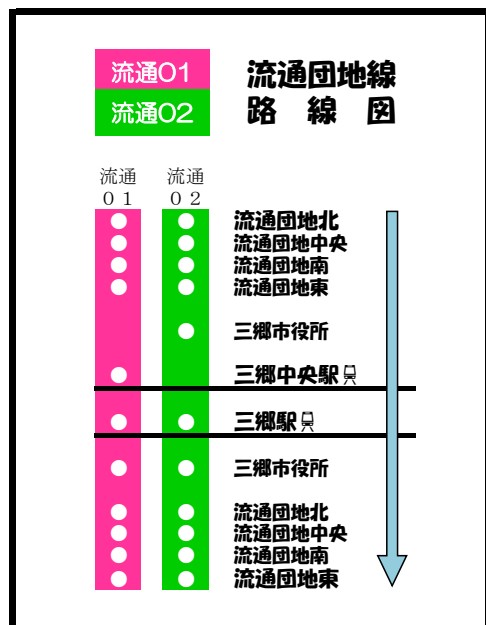 流通01
流通団地線
流通02
路線図
流通 流通
01 02
流通団地北
流通団地中央
流通団地南
流通団地東
三郷市役所
三郷中央駅
三郷駅
三郷市役所
流通団地北
流通団地中央
流通団地南
流通団地東